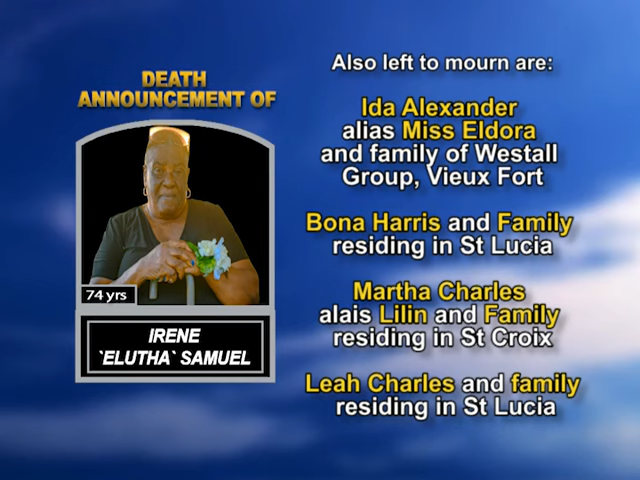 DEATH
ANNOUNCEMENT OF
74 yrs
IRENE
`ELUTHA` SAMUEL
Also left to mourn are:
Ida Alexander
alias Miss Eldora
and family of Westall
Group, Vieux Fort
Bona Harris and Family
residing in St Lucia
Martha Charles
alais Lilin and Family
residing in St Croix
Leah Charles and family
residing in St Lucia